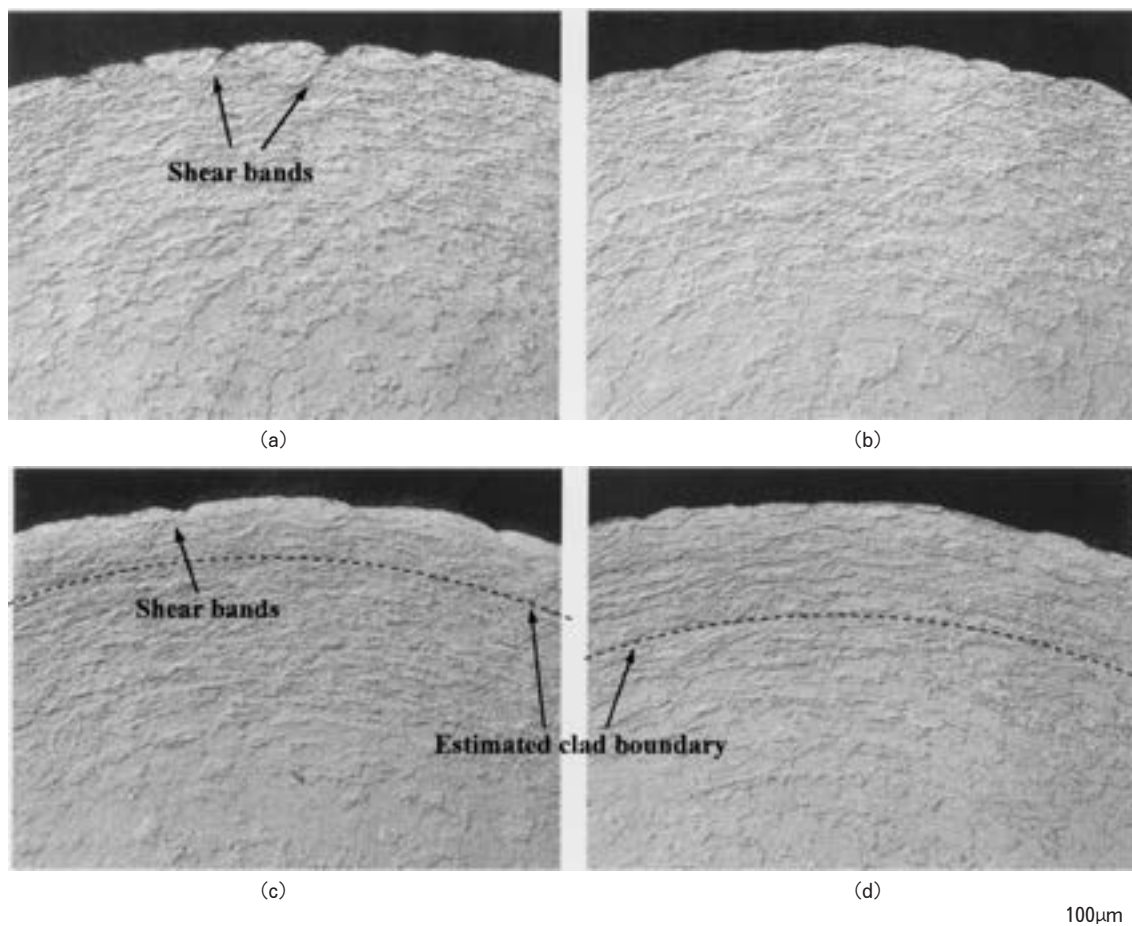 Shear bands
(a)
(b)
Shear bands
Estimated clad boundary
(c)
(d)
100μm